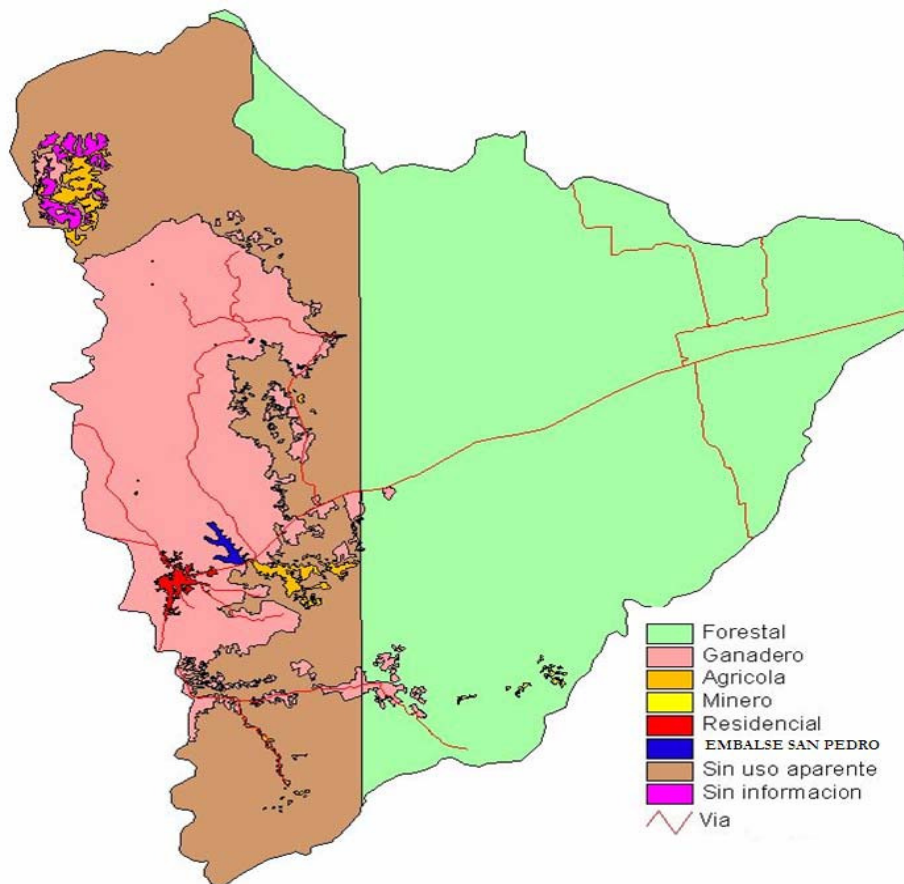 Forestal
Ganadero
Agricola
Minero
Residencial
EMBALSE SAN PEDRO
Sin uso aparente
Sin informacion
Via